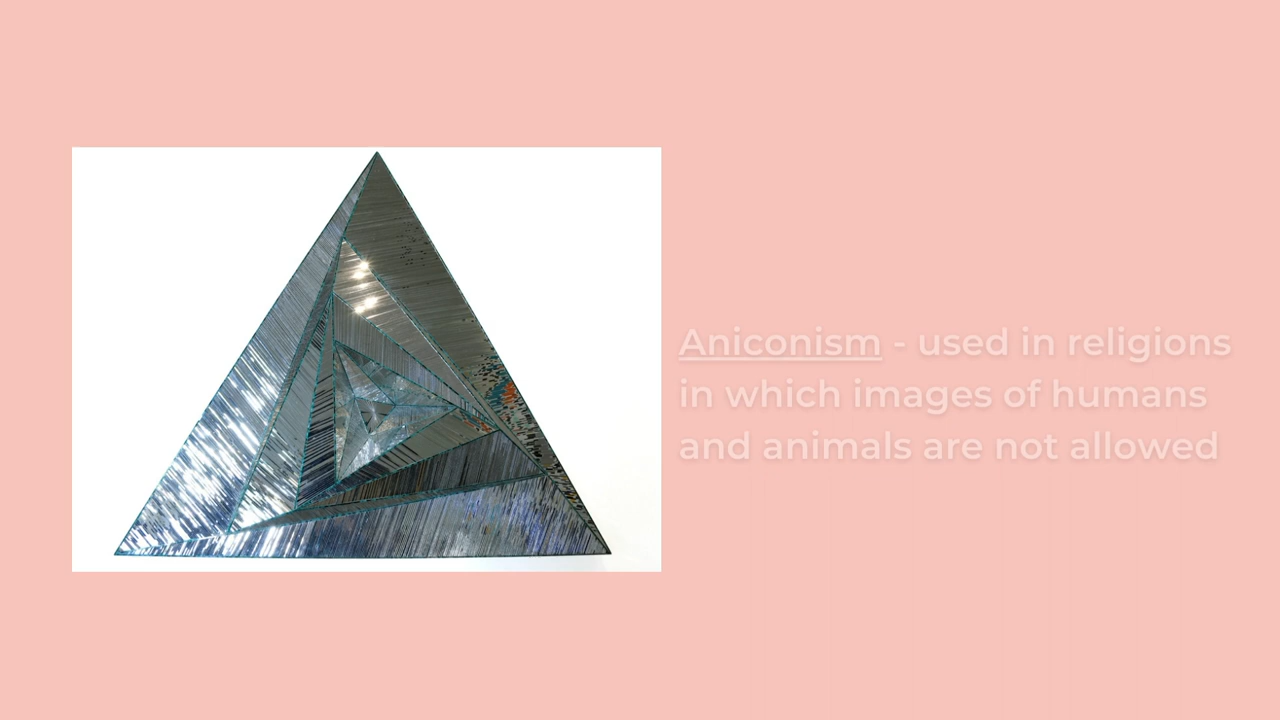 Aniconism - used in religions
in which images of humans
and animals are not allowed